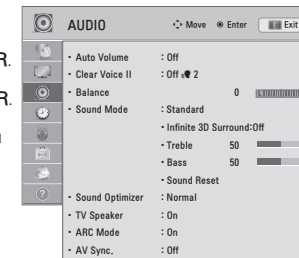 AUDIO Move Enter Exit
R.
• Auto Volume : Off
• Clear Voice II : Off 2
R.
• Balance 0
• Sound Mode : Standard
• Infinite 3D Surround:Off
• Treble 50
• Bass 50
• Sound Reset
• Sound Optimizer : Normal
• TV Speaker : On
• ARC Mode : On
• AV Sync. : Off